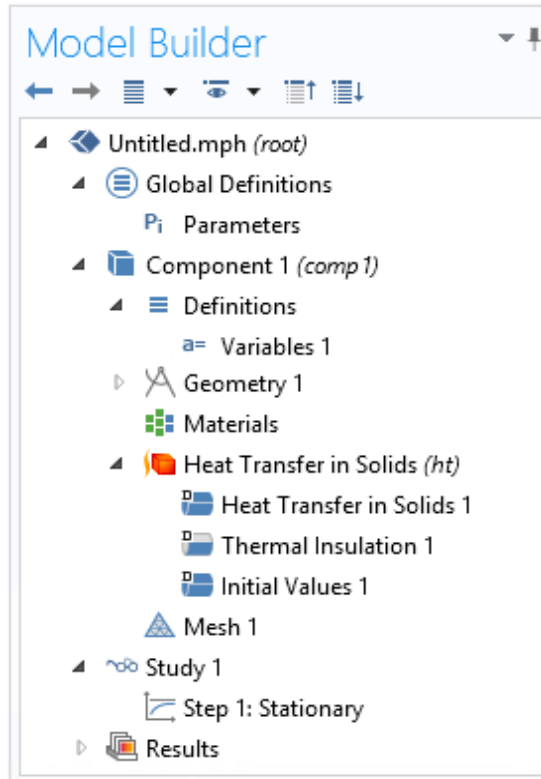 Model Builder
Untitled.mph (root)
Global Definitions
Pi Parameters
Component 1 (comp1)
Definitions
a= Variables 1
Geometry 1
Materials
Heat Transfer in Solids (ht)
D Heat Transfer in Solids 1
D Thermal Insulation 1
D Initial Values 1
Mesh 1
Study 1
Step 1: Stationary
Results